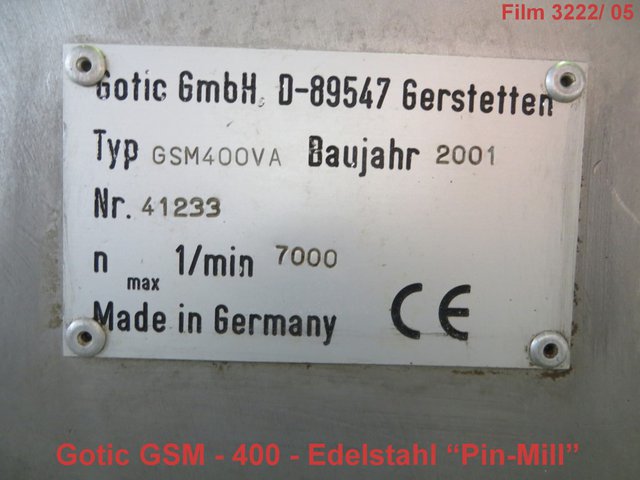 Film 3222/ 05
Gotic GmbH, D-89547 Gerstetten
Typ GSM400VA Baujahr 2001
Nr. 41233
n max 1/min 7000
Made in Germany CE
Gotic GSM - 400 - Edelstahl “Pin-Mill”